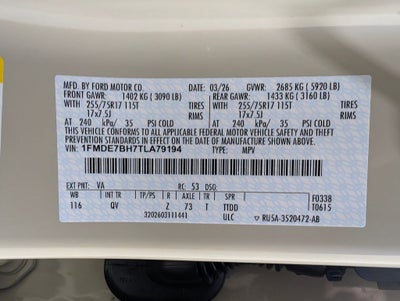 MFD. BY FORD MOTOR CO. DATE: 03/26 GVWR: 2685 KG (5920 LB)
FRONT GAWR: 1402 KG (3090 LB) REAR GAWR: 1433 KG (3160 LB)
WITH 255/75R17 115T WITH 255/75R17 115T
17x7.5J 17x7.5J
AT 240 kPa/ 35 PSI COLD AT 240 kPa/ 35 PSI COLD
THIS VEHICLE CONFORMS TO ALL APPLICABLE FEDERAL MOTOR VEHICLE SAFETY AND THEFT
PREVENTION STANDARDS IN EFFECT ON THE DATE OF MANUFACTURE SHOWN ABOVE.
VIN: 1FMDE7BH7TLA79194 TYPE: MPV
EXT PNT: VA RC: 53 DSO:
WB INT TR TP/PS R AXLE TR SPR F0338
116 QV Z 73 T TTDD T0615
3202603111441 ULC RU5A-3520472-AB